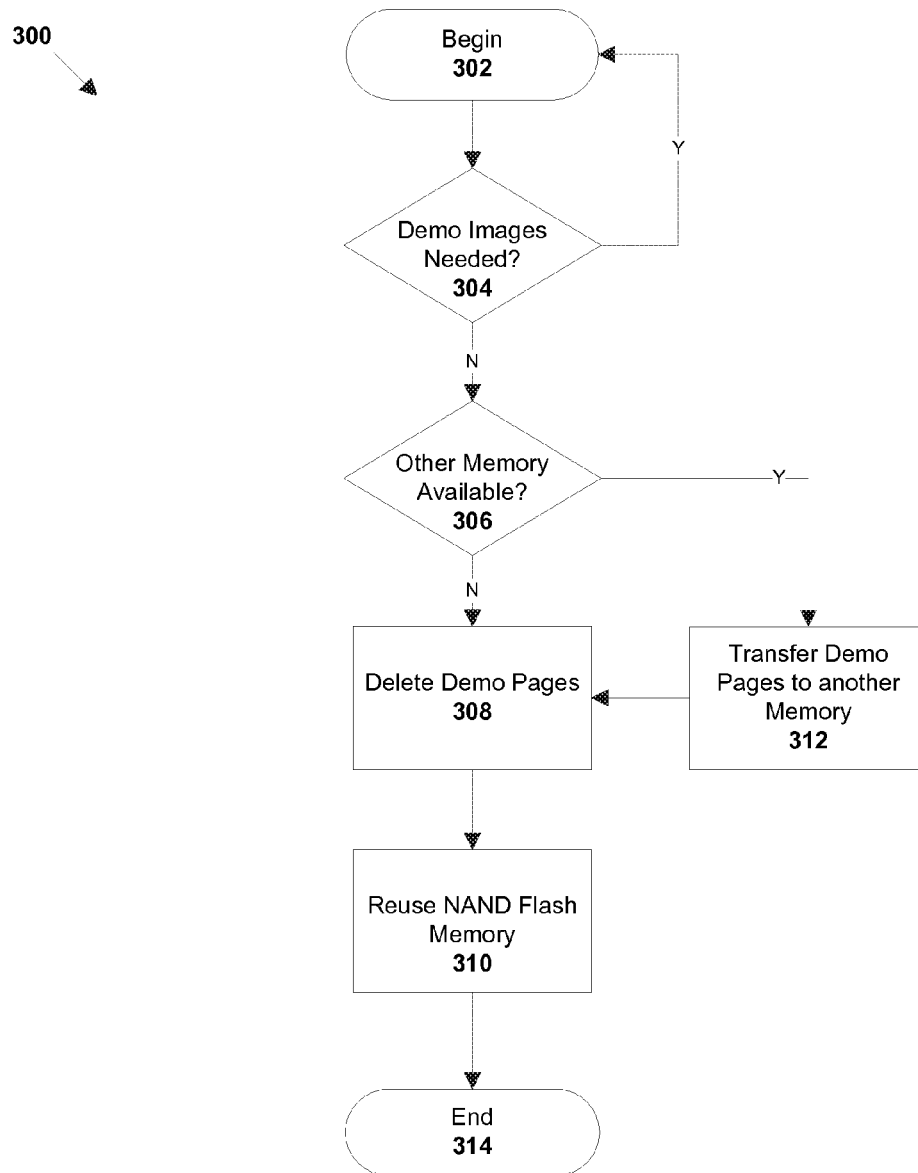 300
Begin
302
Y
Demo Images
Needed?
304
N
Other Memory
Available?
306
Y
N
Delete Demo Pages
308
Transfer Demo
Pages to another
Memory
312
Reuse NAND Flash
Memory
310
End
314